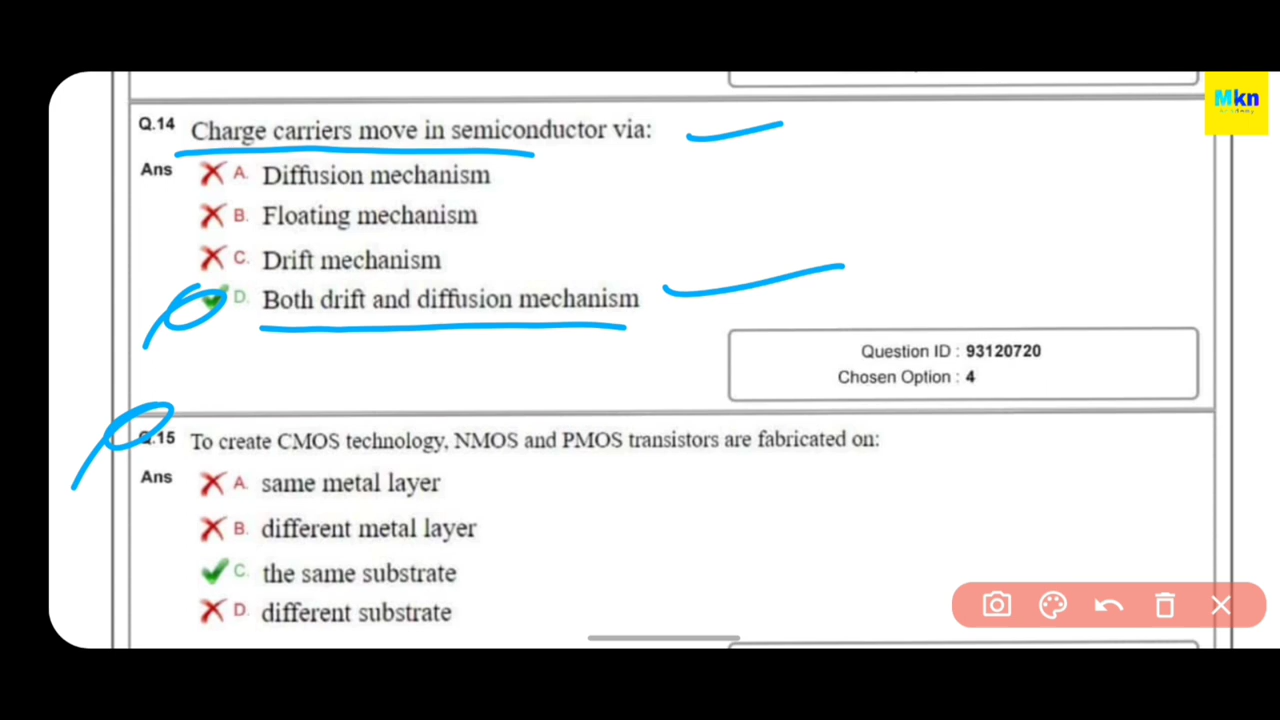 Mkn
Q.14 Charge carriers move in semiconductor via:
Ans A. Diffusion mechanism
B. Floating mechanism
C. Drift mechanism
D. Both drift and diffusion mechanism
Question ID : 93120720
Chosen Option : 4
Q.15 To create CMOS technology, NMOS and PMOS transistors are fabricated on:
Ans A. same metal layer
B. different metal layer
C. the same substrate
D. different substrate